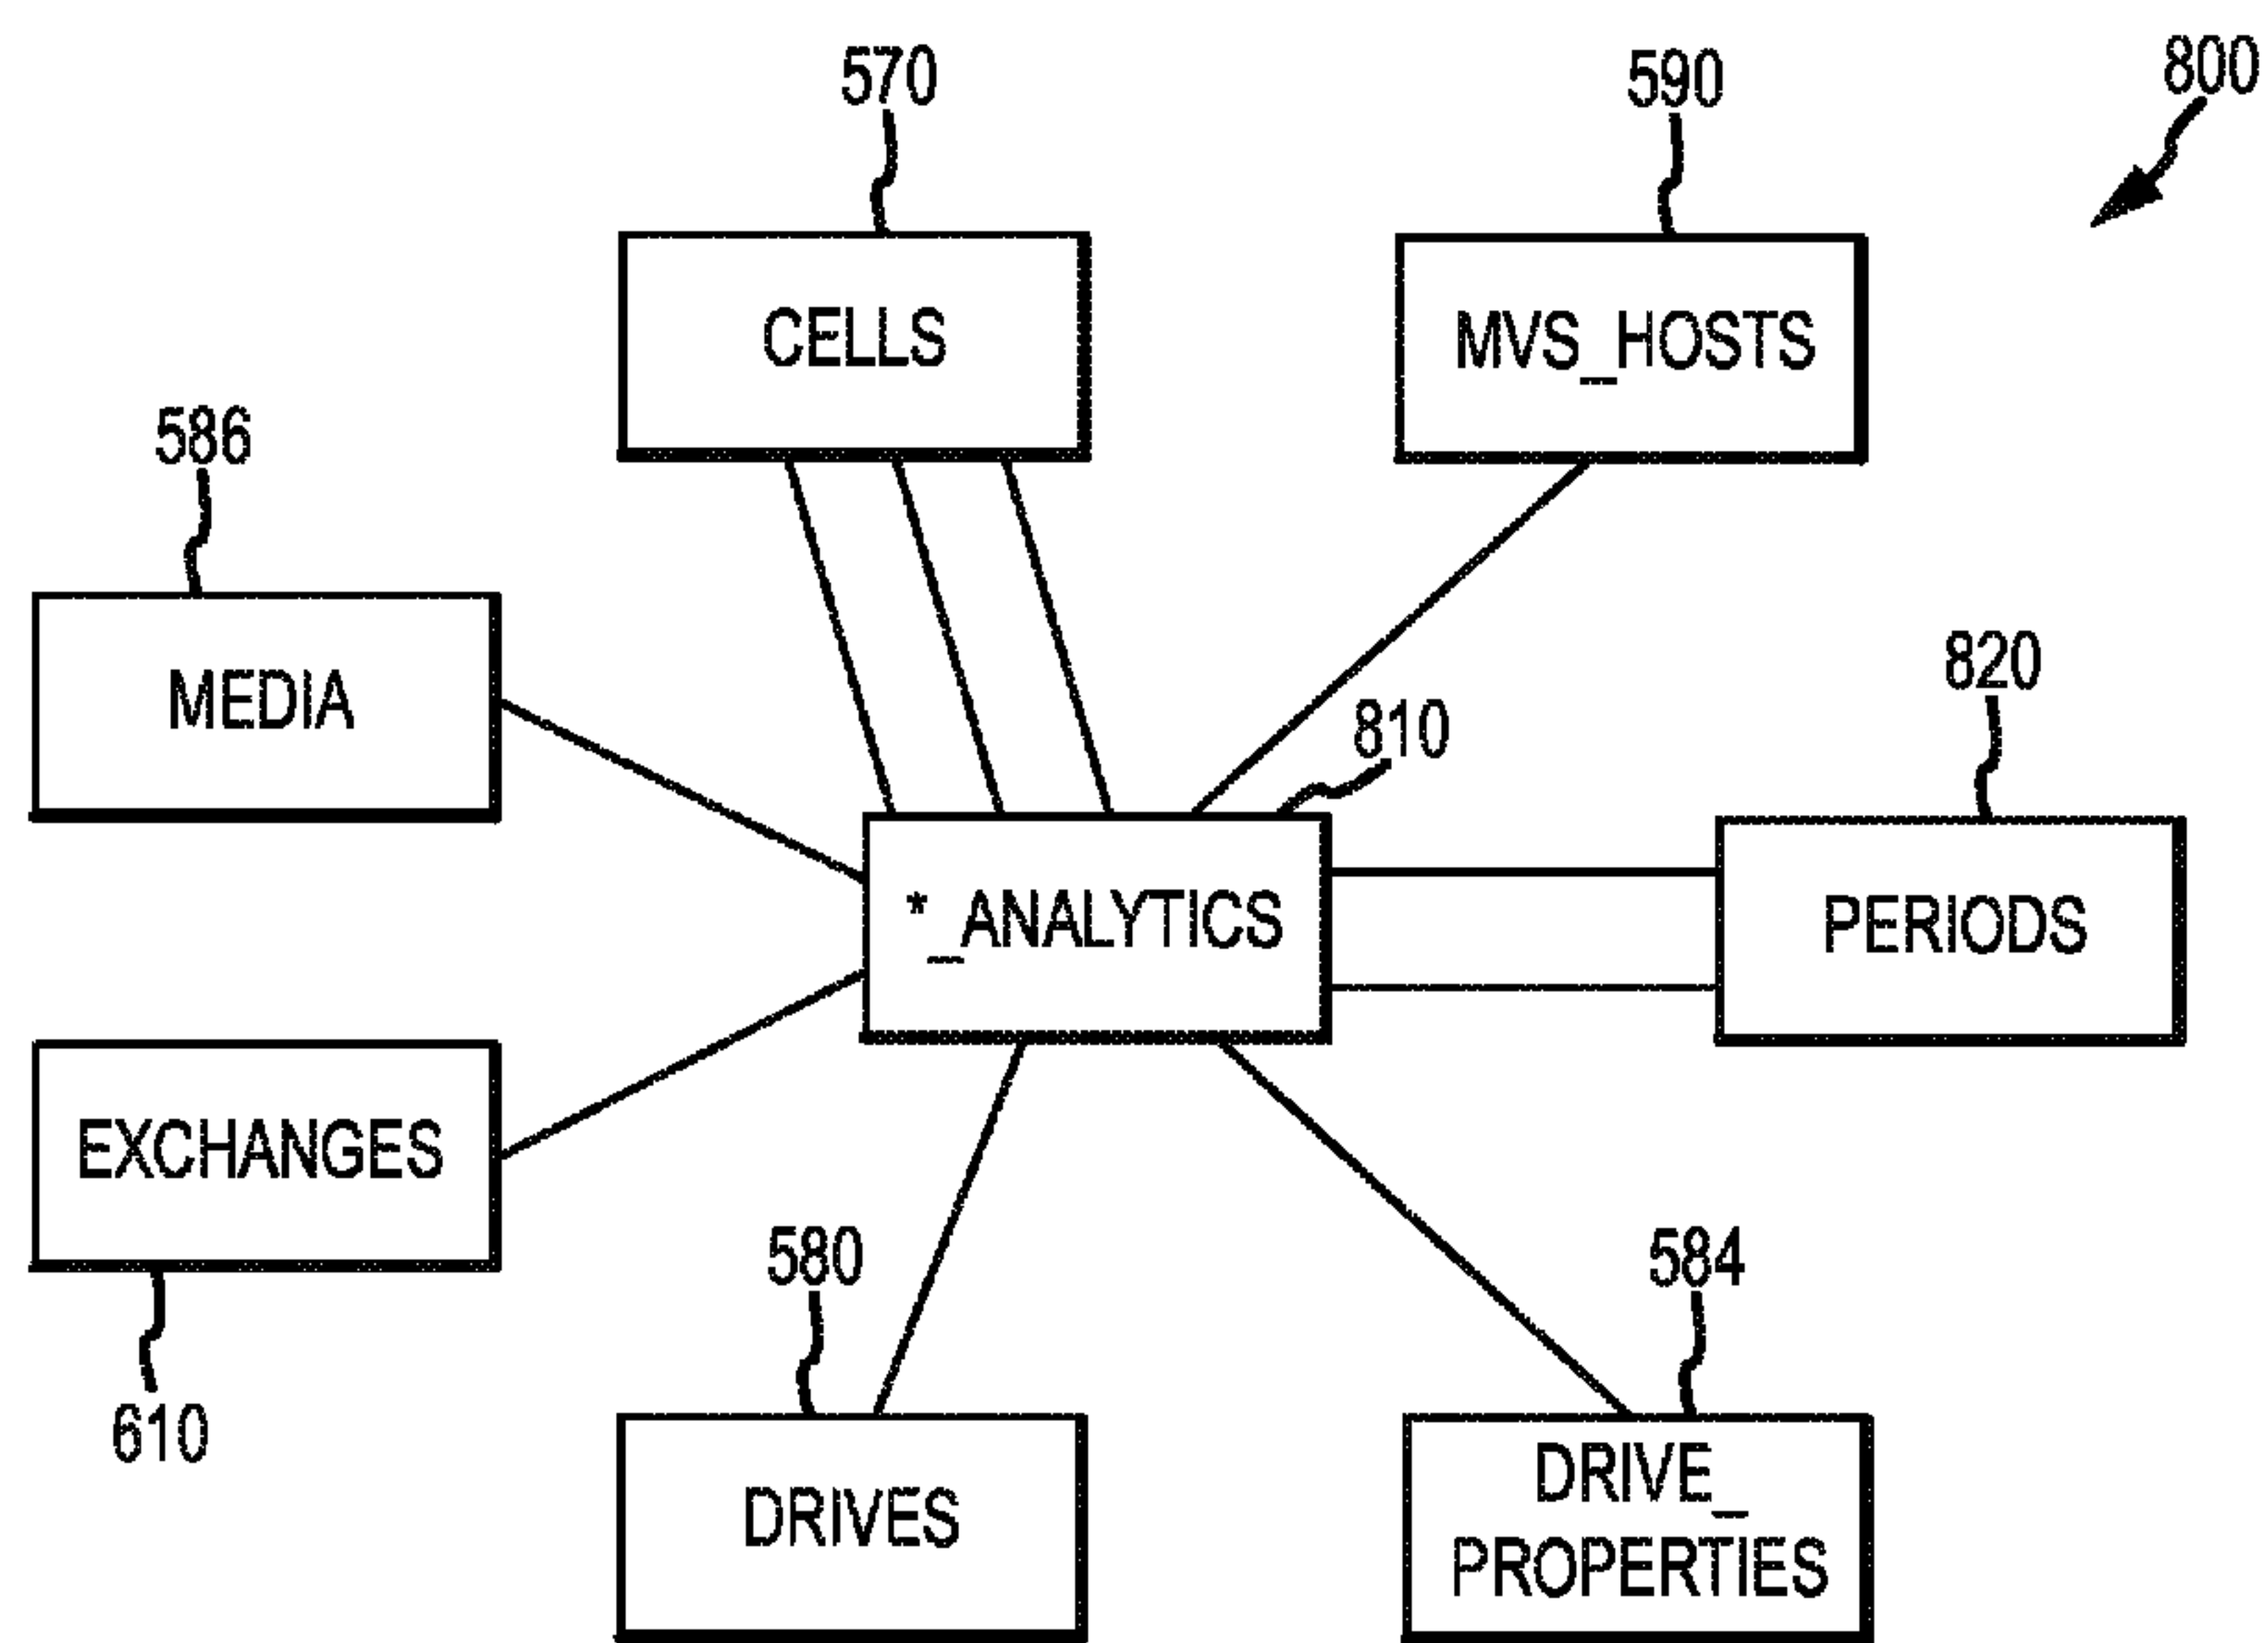 570
590
800
CELLS
MVS_HOSTS
586
MEDIA
820
810
*_ANALYTICS
PERIODS
EXCHANGES
580
584
610
DRIVES
DRIVE_
PROPERTIES